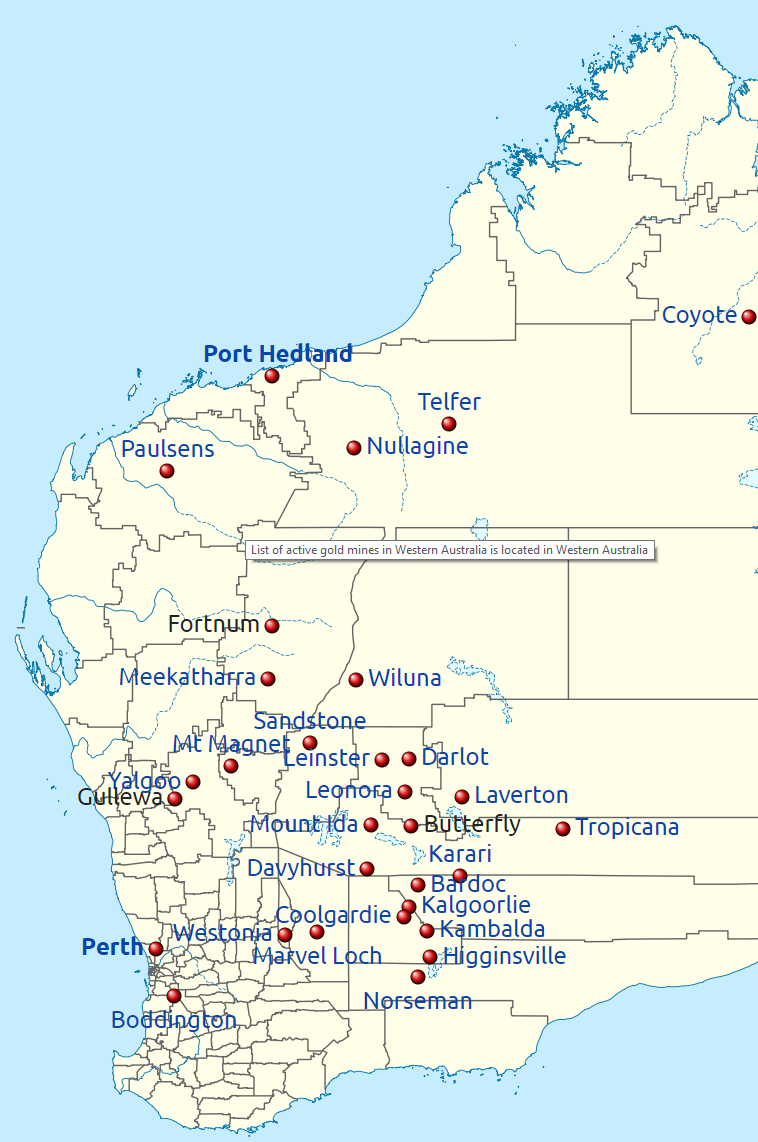 Coyote
Port Hedland
Telfer
Nullagine
Paulsens
List of active gold mines in Western Australia is located in Western Australia
Fortnum
Meekatharra
Wiluna
Sandstone
Mt Magnet
Leinster
Darlot
Yalgoo
Leonora
Laverton
Gullewa
Mount Ida
Butterfly
Tropicana
Karari
Davyhurst
Bardoc
Kalgoorlie
Coolgardie
Kambalda
Westonia
Perth
Marvel Loch
Higginsville
Norseman
Boddington